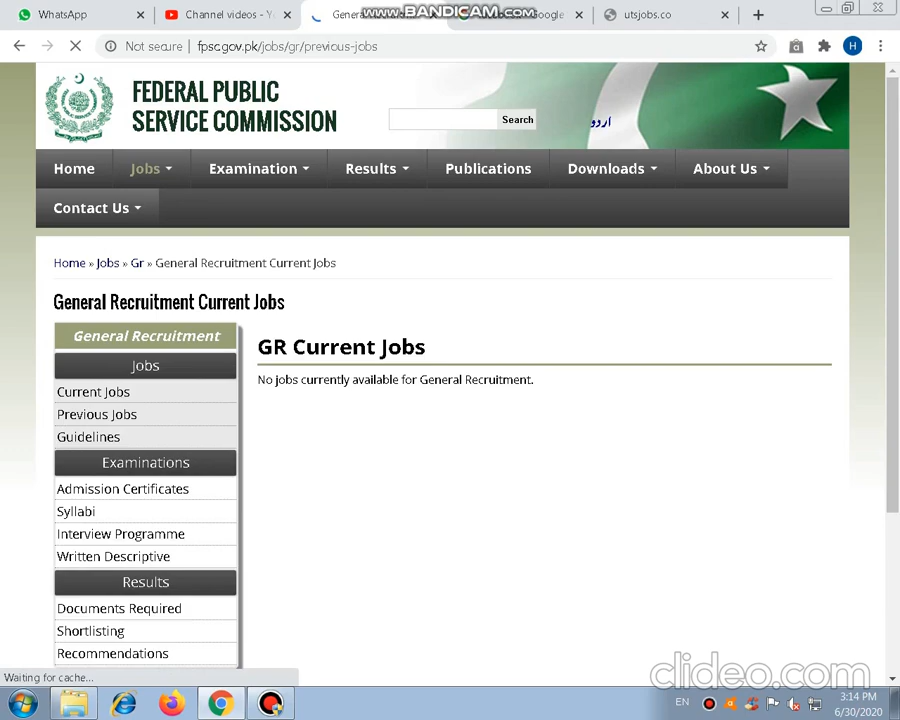 WhatsApp
Channel videos - Y
Gener
www.BANDICAM.com
Google
utsjobs.co
Not secure
fpsc.gov.pk/jobs/gr/previous-jobs
H
FEDERAL PUBLIC
SERVICE COMMISSION
Search
اردو
Home
Jobs
Examination
Results
Publications
Downloads
About Us
Contact Us
Home » Jobs » Gr » General Recruitment Current Jobs
General Recruitment Current Jobs
General Recruitment
Jobs
Current Jobs
Previous Jobs
Guidelines
Examinations
Admission Certificates
Syllabi
Interview Programme
Written Descriptive
Results
Documents Required
Shortlisting
Recommendations
GR Current Jobs
No jobs currently available for General Recruitment.
Waiting for cache...
clideo.com
EN
3:14 PM
6/30/2020